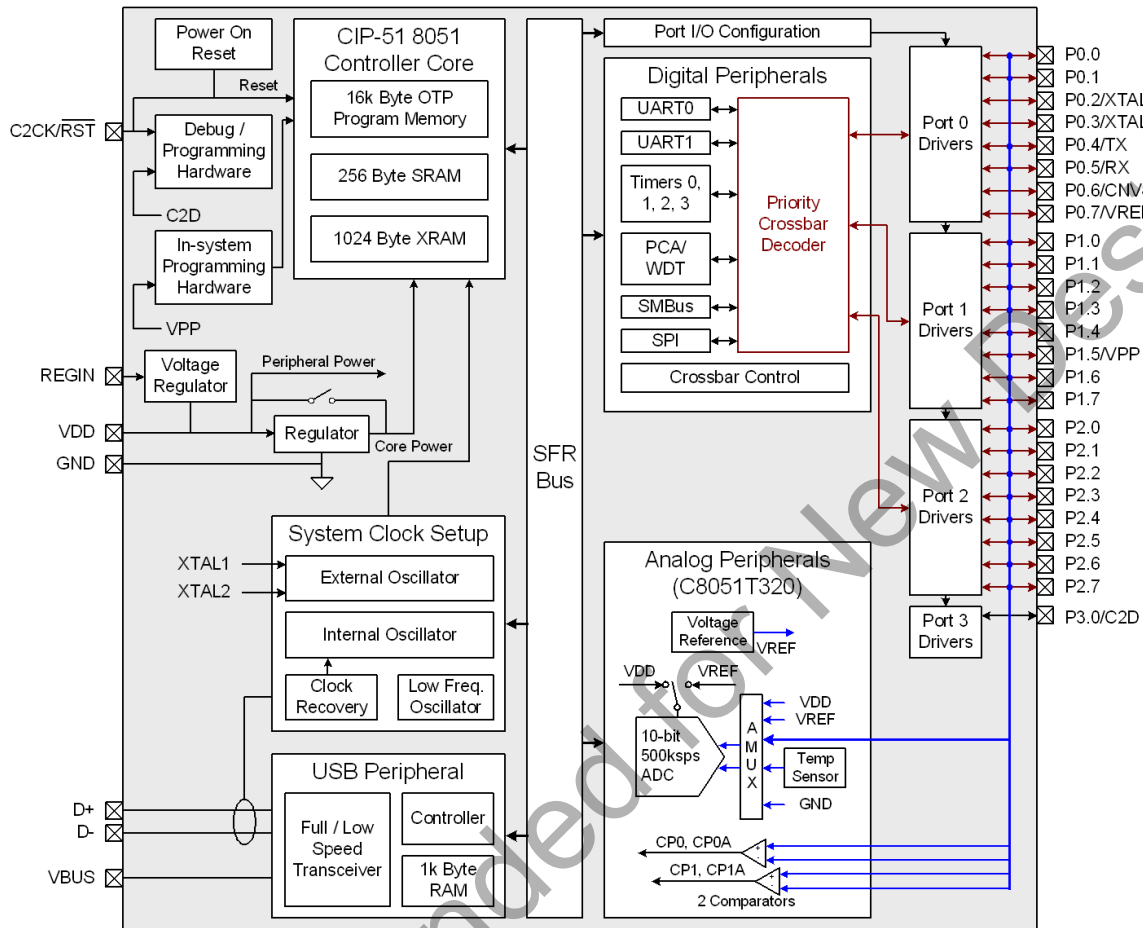 Power On
Reset
Reset
C2CK/RST
Debug /
Programming
Hardware
C2D
In-system
Programming
Hardware
VPP
CIP-51 8051
Controller Core
16k Byte OTP
Program Memory
256 Byte SRAM
1024 Byte XRAM
REGIN
Voltage
Regulator
Peripheral Power
VDD
Regulator
Core Power
GND
System Clock Setup
XTAL1
XTAL2
External Oscillator
Internal Oscillator
Clock
Recovery
Low Freq.
Oscillator
USB Peripheral
D+
D-
VBUS
Full / Low
Speed
Transceiver
Controller
1k Byte
RAM
SFR
Bus
Port I/O Configuration
Digital Peripherals
UART0
UART1
Timers 0,
1, 2, 3
PCA/
WDT
SMBus
SPI
Priority
Crossbar
Decoder
Crossbar Control
Analog Peripherals
(C8051T320)
Voltage
Reference
VREF
VDD
VREF
10-bit
500ksps
ADC
AMUX
VDD
VREF
Temp
Sensor
GND
CP0, CP0A
+
-
CP1, CP1A
+
-
2 Comparators
Port 0
Drivers
Port 1
Drivers
Port 2
Drivers
Port 3
Drivers
P0.0
P0.1
P0.2/XTAL
P0.3/XTAL
P0.4/TX
P0.5/RX
P0.6/CNV
P0.7/VREF
P1.0
P1.1
P1.2
P1.3
P1.4
P1.5/VPP
P1.6
P1.7
P2.0
P2.1
P2.2
P2.3
P2.4
P2.5
P2.6
P2.7
P3.0/C2D
nded for New Des